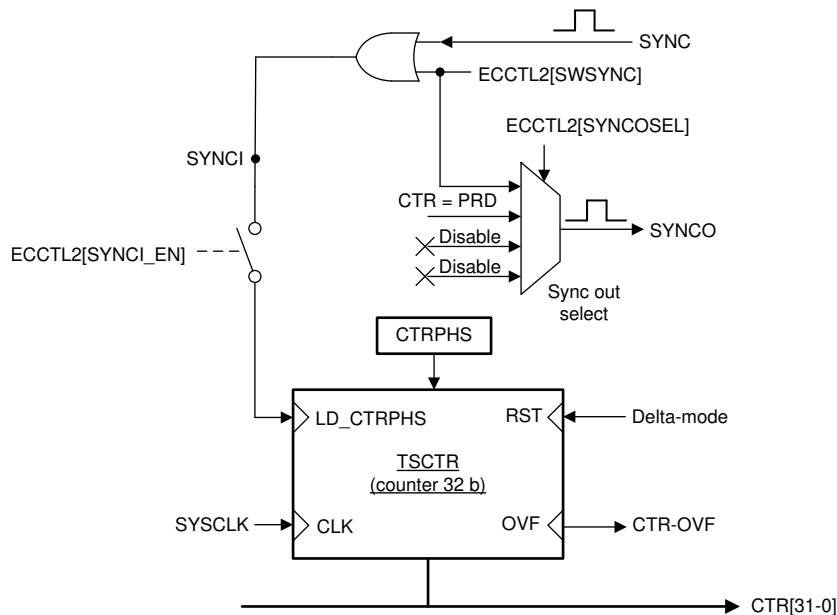 SYNC
ECCTL2[SWSYNC]
ECCTL2[SYNCOSEL]
SYNCI
CTR = PRD
SYNCO
Disable
ECCTL2[SYNCI_EN]
Disable
Sync out
select
CTRPHS
LD_CTRPHS
RST
Delta-mode
TSCTR
(counter 32 b)
SYSCLK
CLK
OVF
CTR-OVF
CTR[31-0]